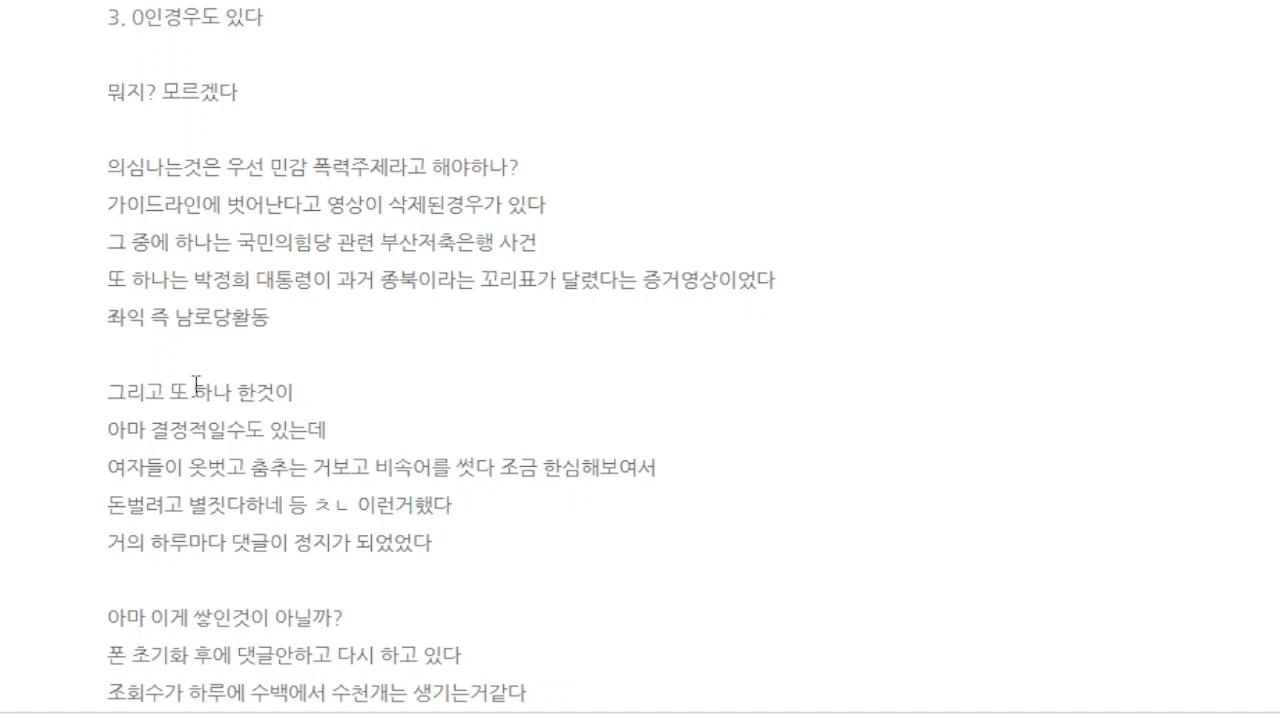 3. 0인경우도 있다
뭐지? 모르겠다
의심나는것은 우선 민감 폭력주제라고 해야하나?
가이드라인에 벗어난다고 영상이 삭제된경우가 있다
그 중에 하나는 국민의힘당 관련 부산저축은행 사건
또 하나는 박정희 대통령이 과거 종북이라는 꼬리표가 달렸다는 증거영상이었다
좌익 즉 남로당활동
그리고 또 하나 한것이
아마 결정적일수도 있는데
여자들이 옷벗고 춤추는 거보고 비속어를 썻다 조금 한심해보여서
돈벌려고 별짓다하네 등 ㅊㄴ 이런거했다
거의 하루마다 댓글이 정지가 되었었다
아마 이게 쌓인것이 아닐까?
폰 초기화 후에 댓글안하고 다시 하고 있다
조회수가 하루에 수백에서 수천개는 생기는거같다